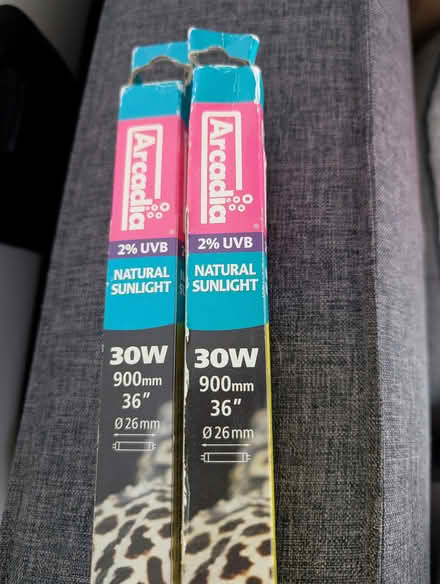 Arcadia
2% UVB
NATURAL
SUNLIGHT
30W
900mm
36”
Ø26mm
Arcadia
2% UVB
NATURAL
SUNLIGHT
30W
900mm
36”
Ø26mm